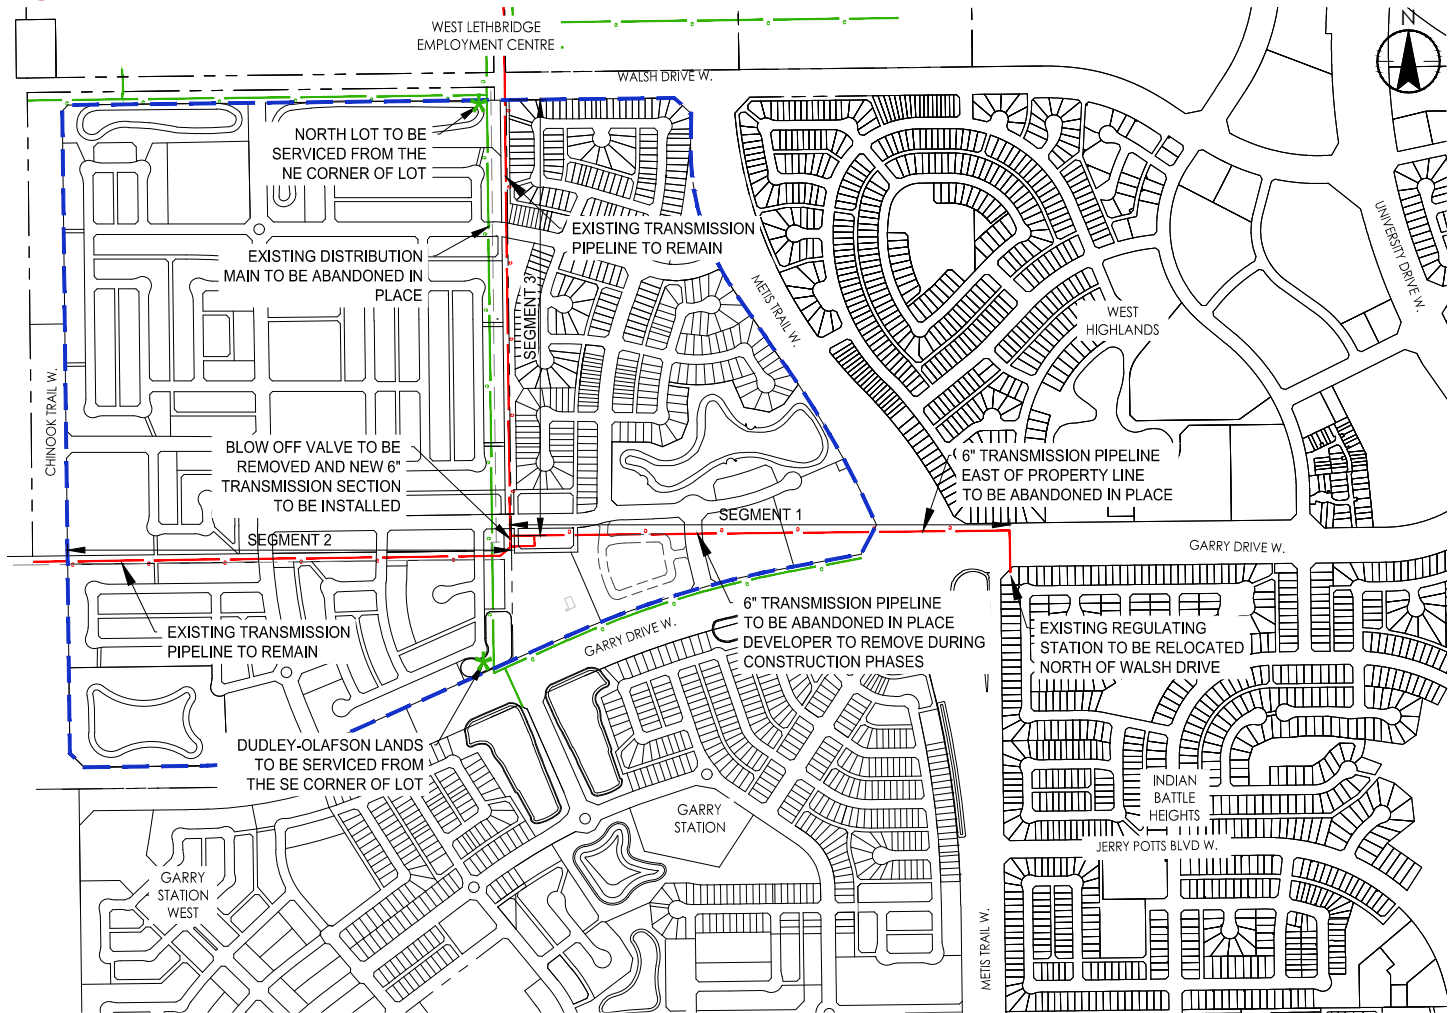 WEST LETHBRIDGE
EMPLOYMENT CENTRE
N
WALSH DRIVE W.
NORTH LOT TO BE
SERVICED FROM THE
NE CORNER OF LOT
EXISTING TRANSMISSION
PIPELINE TO REMAIN
EXISTING DISTRIBUTION
MAIN TO BE ABANDONED IN
PLACE
UNIVERSITY DRIVE W.
METIS TRAIL W.
SEGMENT 3
WEST
HIGHLANDS
CHINOOK TRAIL W.
BLOW OFF VALVE TO BE
REMOVED AND NEW 6"
TRANSMISSION SECTION
TO BE INSTALLED
6" TRANSMISSION PIPELINE
EAST OF PROPERTY LINE
TO BE ABANDONED IN PLACE
SEGMENT 1
SEGMENT 2
GARRY DRIVE W.
EXISTING TRANSMISSION
PIPELINE TO REMAIN
GARRY DRIVE W.
6" TRANSMISSION PIPELINE
TO BE ABANDONED IN PLACE
DEVELOPER TO REMOVE DURING
CONSTRUCTION PHASES
EXISTING REGULATING
STATION TO BE RELOCATED
NORTH OF WALSH DRIVE
DUDLEY-OLAFSON LANDS
TO BE SERVICED FROM
THE SE CORNER OF LOT
GARRY
STATION
INDIAN
BATTLE
HEIGHTS
JERRY POTTS BLVD W.
GARRY
STATION
WEST
METIS TRAIL W.